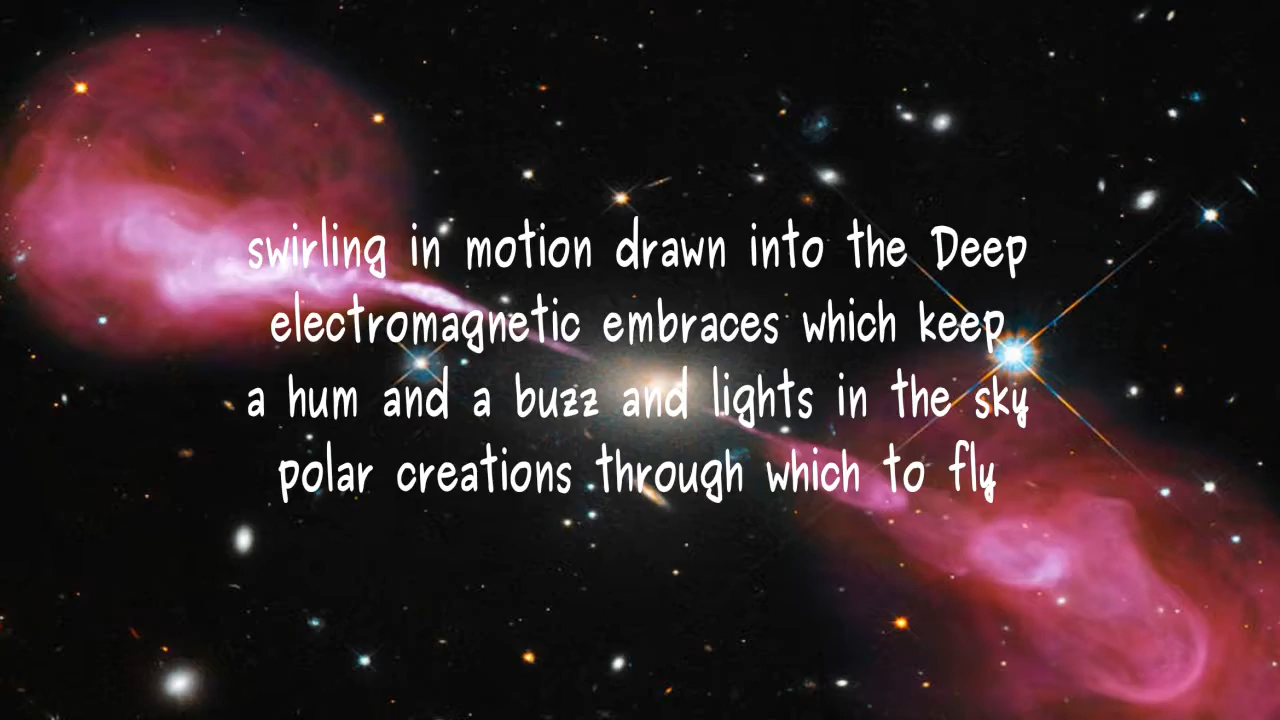 swirling in motion drawn into the Deep
electromagnetic embraces which keep
a hum and a buzz and lights in the sky
polar creations through which to fly